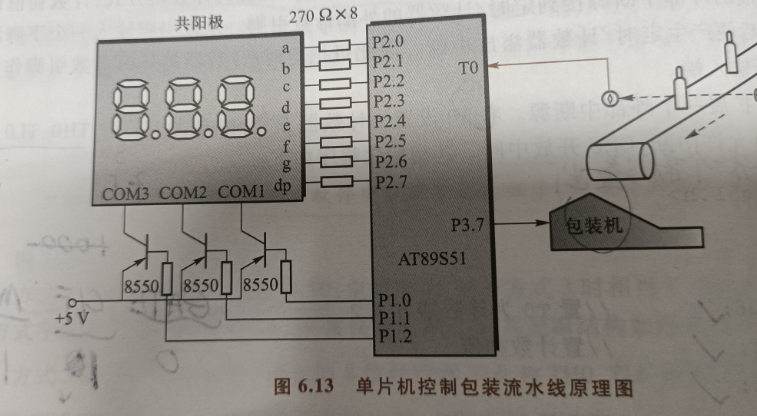 共阳极
270 Ω×8
a
b
c
d
e
f
g
dp
P2.0
P2.1
P2.2
P2.3
P2.4
P2.5
P2.6
P2.7
T0
COM3 COM2 COM1
P3.7
包装机
AT89S51
8550 8550 8550
+5 V
P1.0
P1.1
P1.2
图 6.13 单片机控制包装流水线原理图